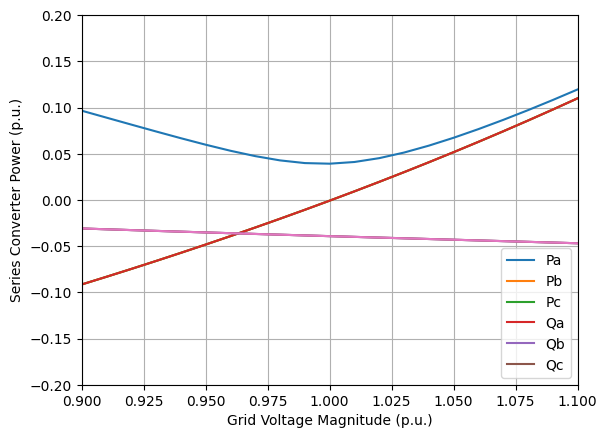 0.20
0.15
0.10
0.05
0.00
−0.05
−0.10
−0.15
−0.20
Series Converter Power (p.u.)
Pa
Pb
Pc
Qa
Qb
Qc
0.900 0.925 0.950 0.975 1.000 1.025 1.050 1.075 1.100
Grid Voltage Magnitude (p.u.)